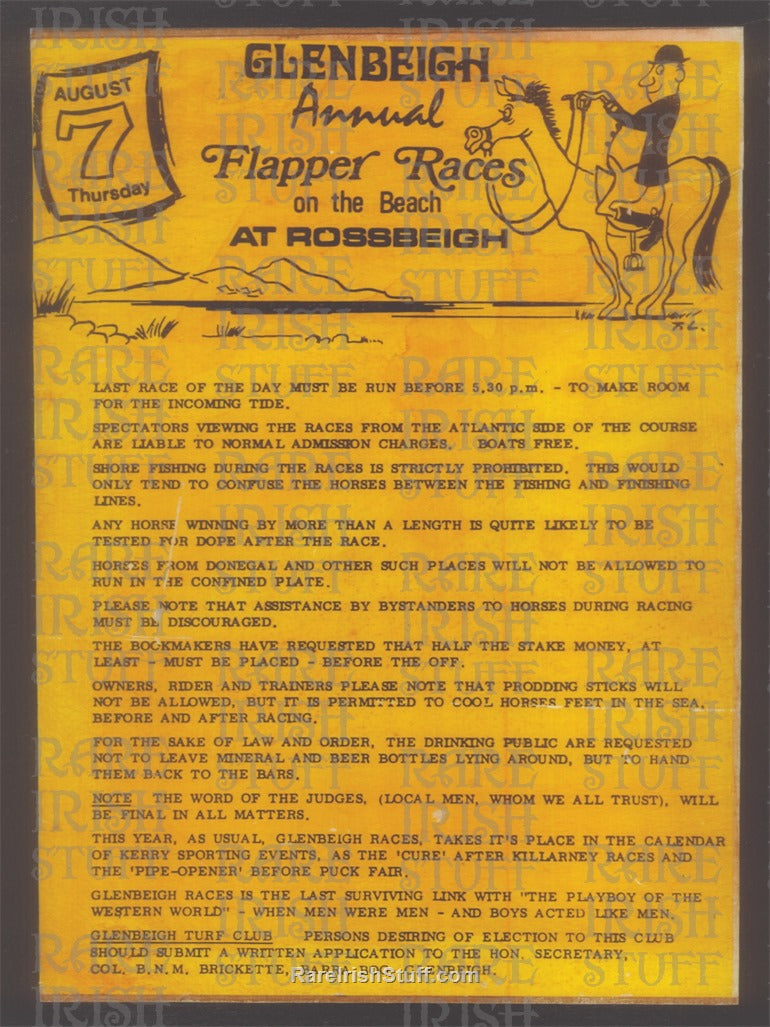 GLENBEIGH
Annual
Flapper Races
on the Beach
AT ROSSBEIGH
AUGUST
7
Thursday
T.L.
LAST RACE OF THE DAY MUST BE RUN BEFORE 5.30 p.m. - TO MAKE ROOM
FOR THE INCOMING TIDE.
SPECTATORS VIEWING THE RACES FROM THE ATLANTIC SIDE OF THE COURSE
ARE LIABLE TO NORMAL ADMISSION CHARGES. BOATS FREE.
SHORE FISHING DURING THE RACES IS STRICTLY PROHIBITED. THIS WOULD
ONLY TEND TO CONFUSE THE HORSES BETWEEN THE FISHING AND FINISHING
LINES.
ANY HORSE WINNING BY MORE THAN A LENGTH IS QUITE LIKELY TO BE
TESTED FOR DOPE AFTER THE RACE.
HORSES FROM DONEGAL AND OTHER SUCH PLACES WILL NOT BE ALLOWED TO
RUN IN THE CONFINED PLATE.
PLEASE NOTE THAT ASSISTANCE BY BYSTANDERS TO HORSES DURING RACING
MUST BE DISCOURAGED.
THE BOOKMAKERS HAVE REQUESTED THAT HALF THE STAKE MONEY, AT
LEAST - MUST BE PLACED - BEFORE THE OFF.
OWNERS, RIDER AND TRAINERS PLEASE NOTE THAT PRODDING STICKS WILL
NOT BE ALLOWED, BUT IT IS PERMITTED TO COOL HORSES FEET IN THE SEA.
BEFORE AND AFTER RACING.
FOR THE SAKE OF LAW AND ORDER, THE DRINKING PUBLIC ARE REQUESTED
NOT TO LEAVE MINERAL AND BEER BOTTLES LYING AROUND, BUT TO HAND
THEM BACK TO THE BARS.
NOTE THE WORD OF THE JUDGES, (LOCAL MEN, WHOM WE ALL TRUST), WILL
BE FINAL IN ALL MATTERS.
THIS YEAR, AS USUAL, GLENBEIGH RACES, TAKES IT'S PLACE IN THE CALENDAR
OF KERRY SPORTING EVENTS, AS THE 'CURE' AFTER KILLARNEY RACES AND
THE 'PIPE-OPENER' BEFORE PUCK FAIR.
GLENBEIGH RACES IS THE LAST SURVIVING LINK WITH "THE PLAYBOY OF THE
WESTERN WORLD" - WHEN MEN WERE MEN - AND BOYS ACTED LIKE MEN.
GLENBEIGH TURF CLUB PERSONS DESIRING OF ELECTION TO THIS CLUB
SHOULD SUBMIT A WRITTEN APPLICATION TO THE HON. SECRETARY,
COL. B.N.M. BRICKETTE, GLENBEIGH.
RareIrishStuff.com
RARE IRISH STUFF